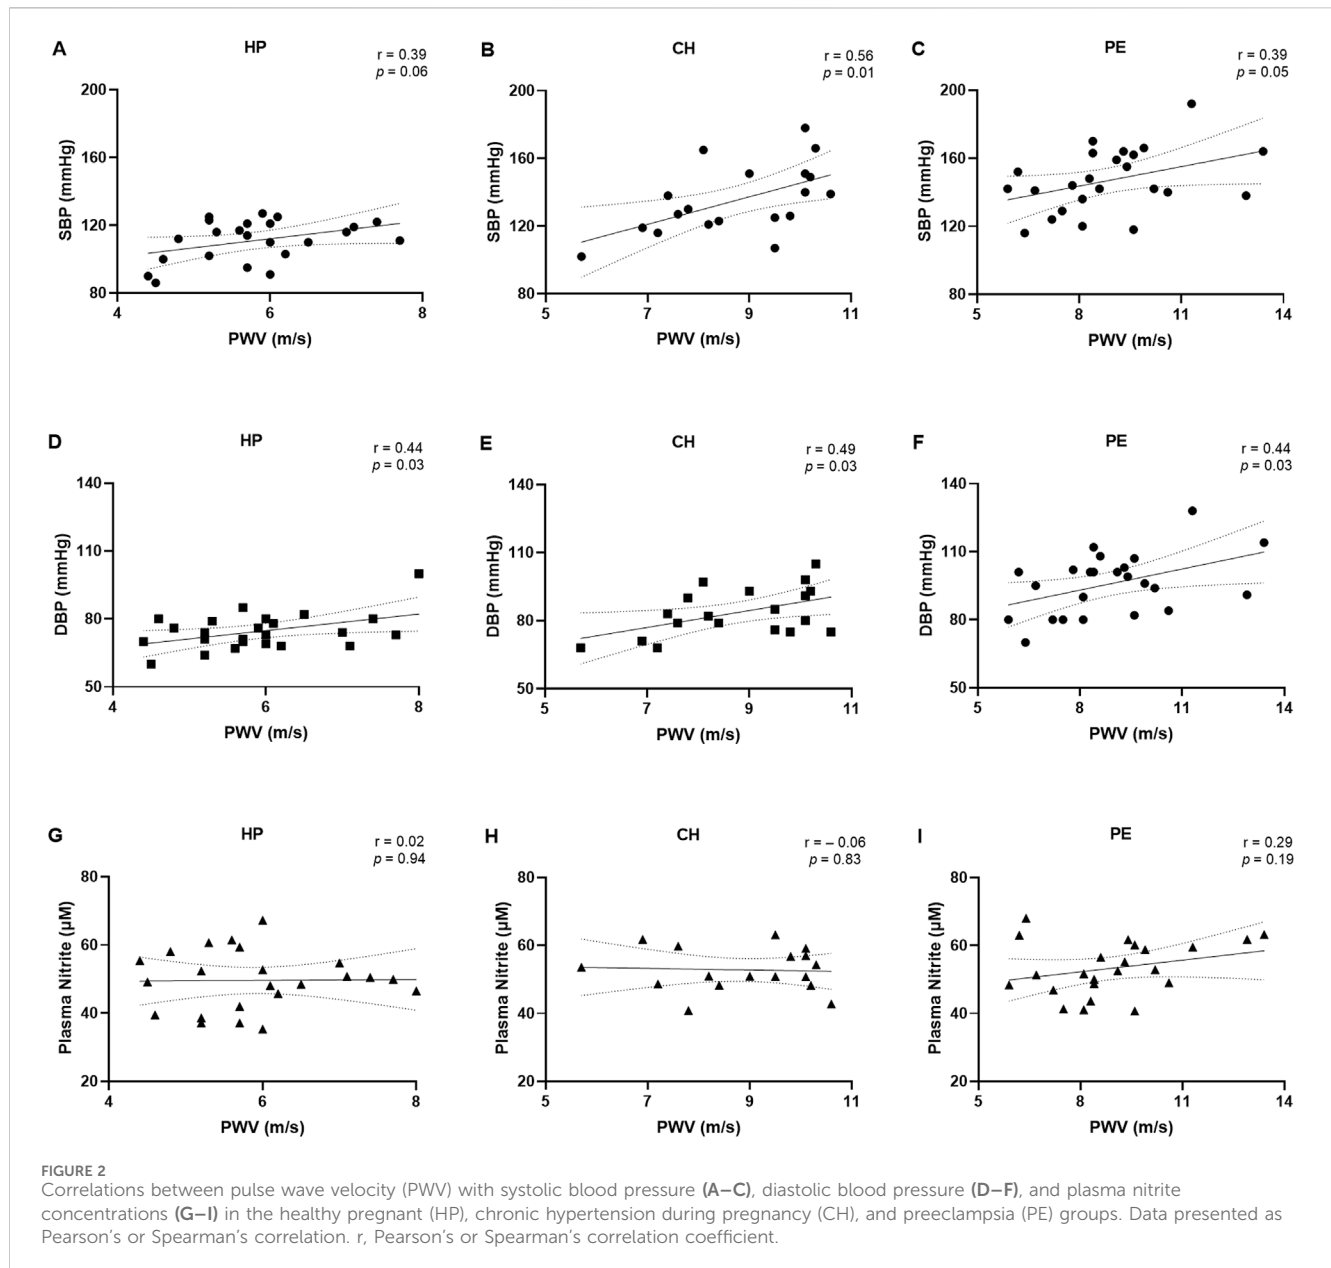 A HP r = 0.39
p = 0.06
200
160
120
80
SBP (mmHg)
4 6 8
PWV (m/s)
B CH r = 0.56
p = 0.01
200
160
120
80
SBP (mmHg)
5 7 9 11
PWV (m/s)
C PE r = 0.39
p = 0.05
200
160
120
80
SBP (mmHg)
5 8 11 14
PWV (m/s)
D HP r = 0.44
p = 0.03
140
110
80
50
DBP (mmHg)
4 6 8
PWV (m/s)
E CH r = 0.49
p = 0.03
140
110
80
50
DBP (mmHg)
5 7 9 11
PWV (m/s)
F PE r = 0.44
p = 0.03
140
110
80
50
DBP (mmHg)
5 8 11 14
PWV (m/s)
G HP r = 0.02
p = 0.94
80
60
40
20
Plasma Nitrite (µM)
4 6 8
PWV (m/s)
H CH r = – 0.06
p = 0.83
80
60
40
20
Plasma Nitrite (µM)
5 7 9 11
PWV (m/s)
I PE r = 0.29
p = 0.19
80
60
40
20
Plasma Nitrite (µM)
5 8 11 14
PWV (m/s)
FIGURE 2
Correlations between pulse wave velocity (PWV) with systolic blood pressure (A–C), diastolic blood pressure (D–F), and plasma nitrite
concentrations (G–I) in the healthy pregnant (HP), chronic hypertension during pregnancy (CH), and preeclampsia (PE) groups. Data presented as
Pearson's or Spearman's correlation. r, Pearson's or Spearman's correlation coefficient.